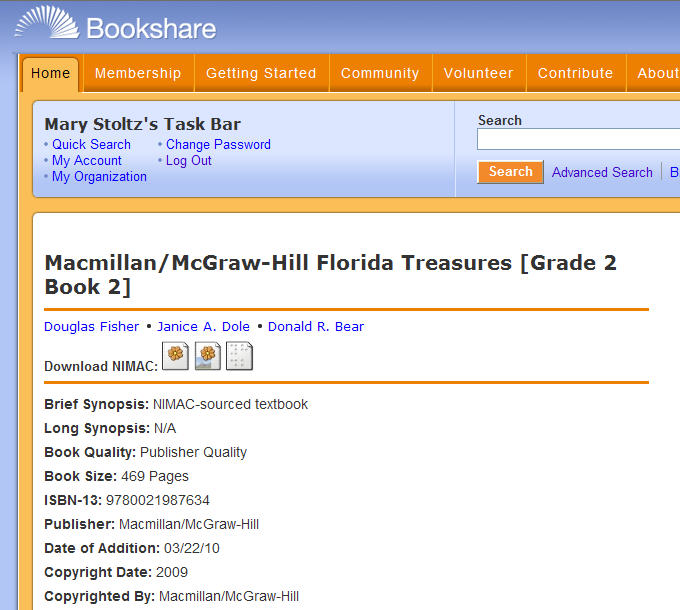 Bookshare
Home Membership Getting Started Community Volunteer Contribute About
Mary Stoltz's Task Bar
• Quick Search • Change Password
• My Account • Log Out
• My Organization
Search
Search Advanced Search B
Macmillan/McGraw-Hill Florida Treasures [Grade 2
Book 2]
Douglas Fisher • Janice A. Dole • Donald R. Bear
Download NIMAC:
Brief Synopsis: NIMAC-sourced textbook
Long Synopsis: N/A
Book Quality: Publisher Quality
Book Size: 469 Pages
ISBN-13: 9780021987634
Publisher: Macmillan/McGraw-Hill
Date of Addition: 03/22/10
Copyright Date: 2009
Copyrighted By: Macmillan/McGraw-Hill